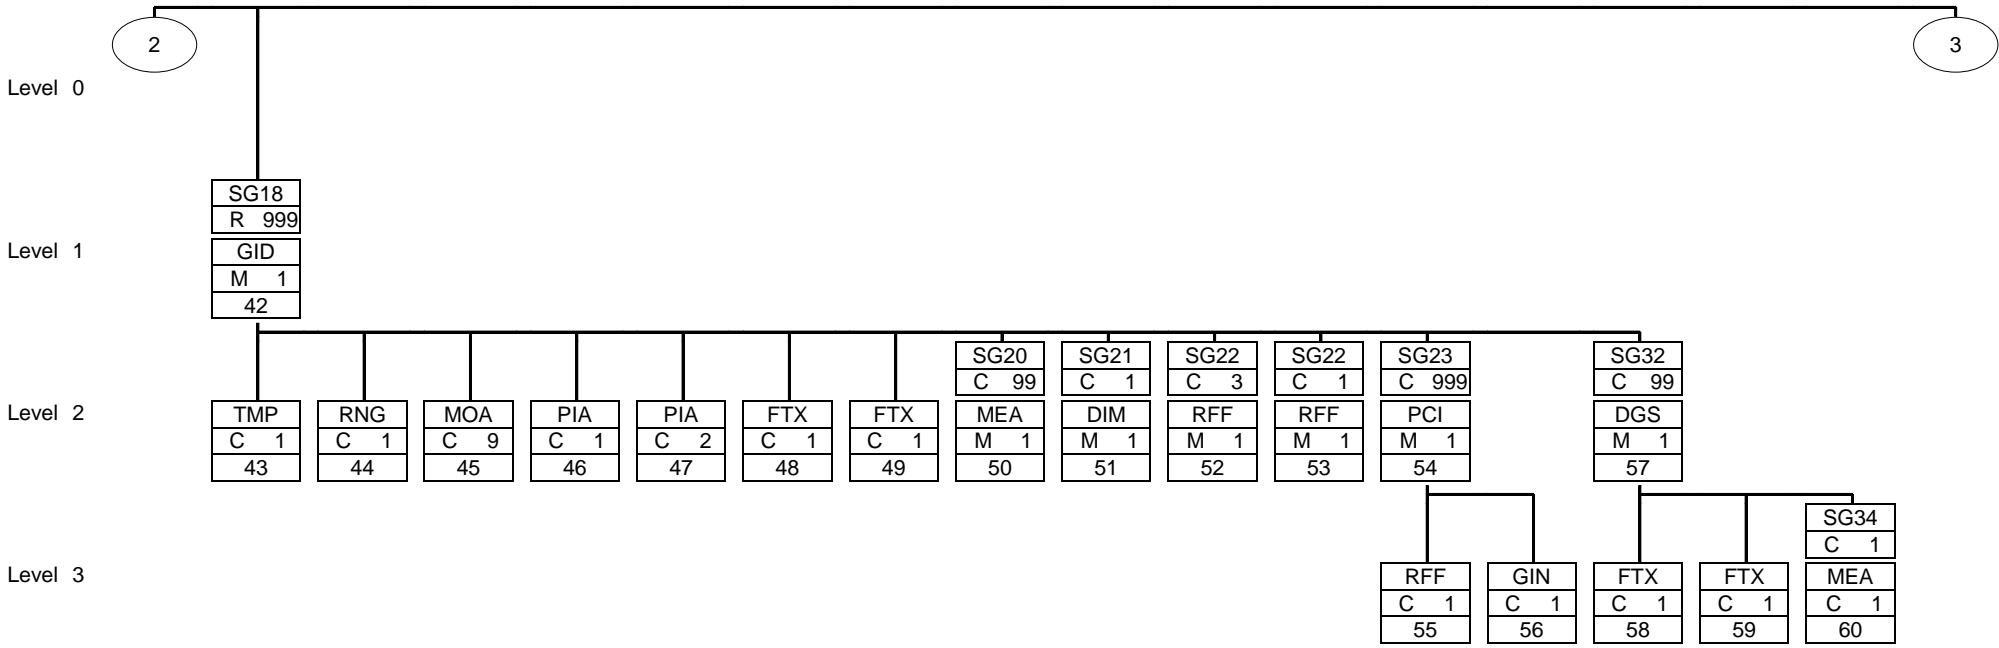 2
3
Level 0
SG18
R 999
Level 1
GID
M 1
42
SG20 SG21 SG22 SG22 SG23 SG32
C 99 C 1 C 3 C 1 C 999 C 99
Level 2
TMP RNG MOA PIA PIA FTX FTX MEA DIM RFF RFF PCI DGS
C 1 C 1 C 9 C 1 C 2 C 1 C 1 M 1 M 1 M 1 M 1 M 1 M 1
43 44 45 46 47 48 49 50 51 52 53 54 57
SG34
C 1
Level 3
RFF GIN FTX FTX MEA
C 1 C 1 C 1 C 1 C 1
55 56 58 59 60